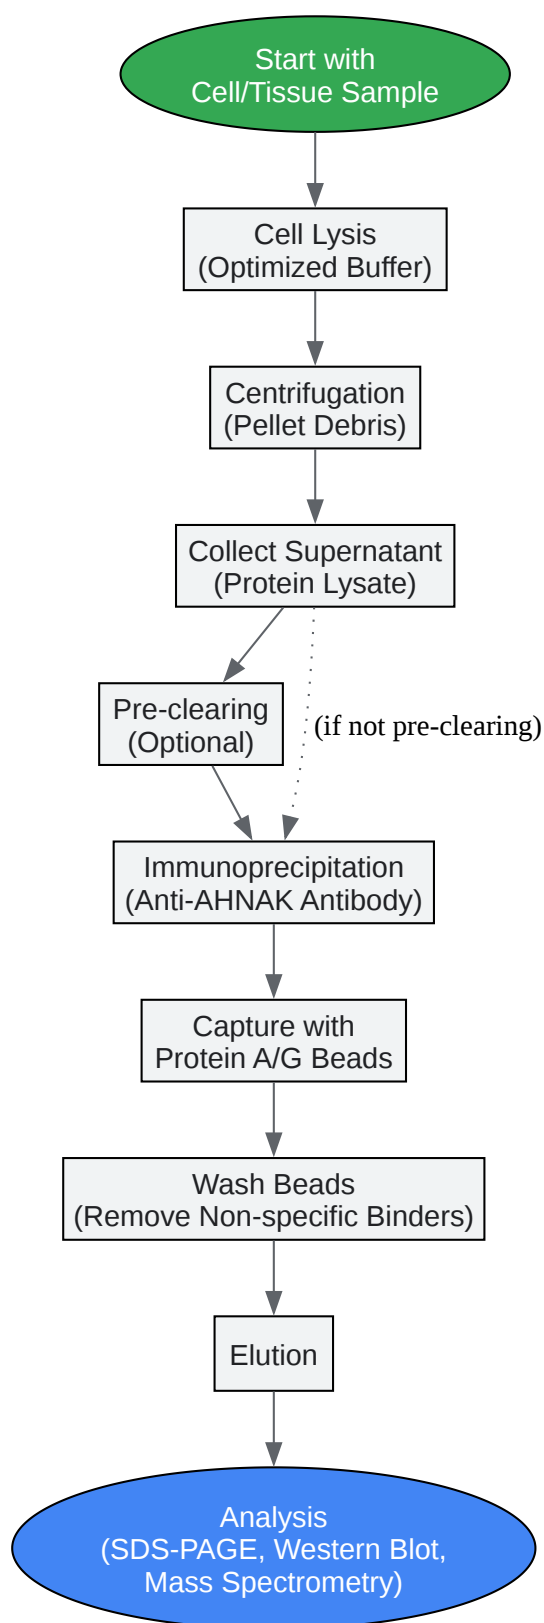 Start with
Cell/Tissue Sample
Cell Lysis
(Optimized Buffer)
Centrifugation
(Pellet Debris)
Collect Supernatant
(Protein Lysate)
Pre-clearing
(Optional)
(if not pre-clearing)
Immunoprecipitation
(Anti-AHNAK Antibody)
Capture with
Protein A/G Beads
Wash Beads
(Remove Non-specific Binders)
Elution
Analysis
(SDS-PAGE, Western Blot,
Mass Spectrometry)